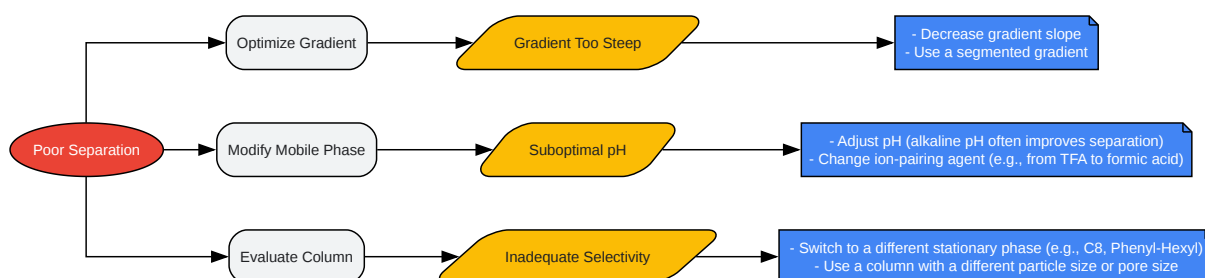 Optimize Gradient
Gradient Too Steep
- Decrease gradient slope
- Use a segmented gradient
Poor Separation
Modify Mobile Phase
Suboptimal pH
- Adjust pH (alkaline pH often improves separation)
- Change ion-pairing agent (e.g., from TFA to formic acid)
Evaluate Column
Inadequate Selectivity
- Switch to a different stationary phase (e.g., C8, Phenyl-Hexyl)
- Use a column with a different particle size or pore size